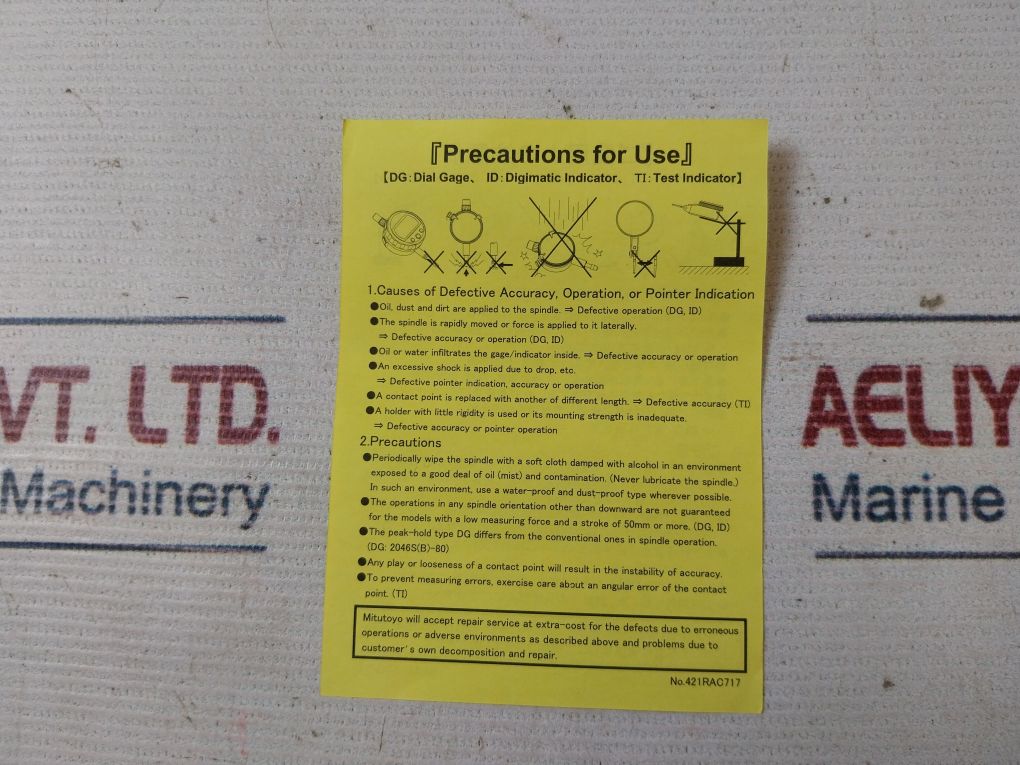 『Precautions for Use』
【DG:Dial Gage、 ID:Digimatic Indicator、 TI:Test Indicator】
1.Causes of Defective Accuracy, Operation, or Pointer Indication
●Oil, dust and dirt are applied to the spindle. ⇒ Defective operation (DG, ID)
●The spindle is rapidly moved or force is applied to it laterally.
⇒ Defective accuracy or operation (DG, ID)
●Oil or water infiltrates the gage/indicator inside. ⇒ Defective accuracy or operation
●An excessive shock is applied due to drop, etc.
⇒ Defective pointer indication, accuracy or operation
●A contact point is replaced with another of different length. ⇒ Defective accuracy (TI)
●A holder with little rigidity is used or its mounting strength is inadequate.
⇒ Defective accuracy or pointer operation
2.Precautions
●Periodically wipe the spindle with a soft cloth damped with alcohol in an environment
exposed to a good deal of oil (mist) and contamination. (Never lubricate the spindle.)
In such an environment, use a water-proof and dust-proof type wherever possible.
●The operations in any spindle orientation other than downward are not guaranteed
for the models with a low measuring force and a stroke of 50mm or more. (DG, ID)
●The peak-hold type DG differs from the conventional ones in spindle operation.
(DG: 2046S(B)-80)
●Any play or looseness of a contact point will result in the instability of accuracy.
●To prevent measuring errors, exercise care about an angular error of the contact
point. (TI)
Mitutoyo will accept repair service at extra-cost for the defects due to erroneous
operations or adverse environments as described above and problems due to
customer's own decomposition and repair.
No.421RAC717
VT. LTD.
Machinery
AELIY
Marine